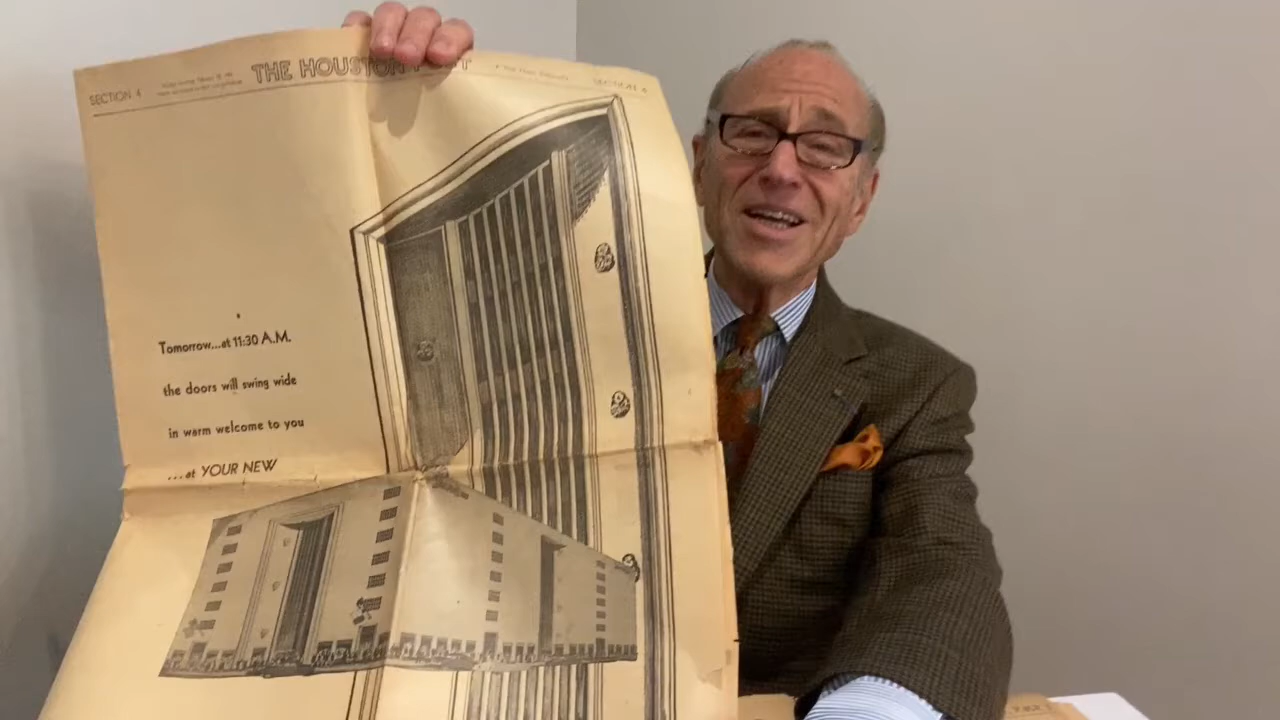 THE HOUSTON POST
SECTION 4
SECTION 4
Tomorrow...at 11:30 A.M.
the doors will swing wide
in warm welcome to you
...at YOUR NEW